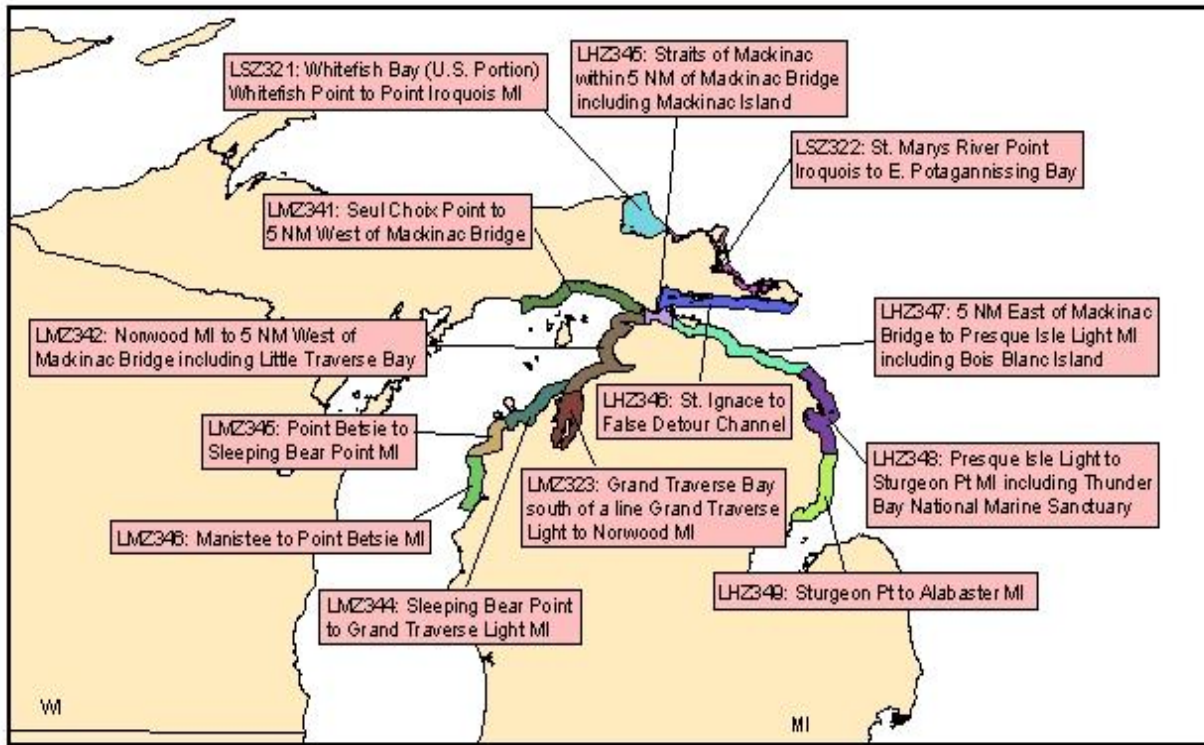 LSZ321: Whitefish Bay (U.S. Portion)
Whitefish Point to Point Iroquois MI
LHZ345: Straits of Mackinac
within 5 NM of Mackinac Bridge
including Mackinac Island
LSZ322: St. Marys River Point
Iroquois to E. Potagannissing Bay
LMZ341: Seul Choix Point to
5 NM West of Mackinac Bridge
LMZ342: Norwood MI to 5 NM West of
Mackinac Bridge including Little Traverse Bay
LHZ347: 5 NM East of Mackinac
Bridge to Presque Isle Light MI
including Bois Blanc Island
LHZ346: St. Ignace to
False Detour Channel
LMZ345: Point Betsie to
Sleeping Bear Point MI
LMZ323: Grand Traverse Bay
south of a line Grand Traverse
Light to Norwood MI
LHZ348: Presque Isle Light to
Sturgeon Pt MI including Thunder
Bay National Marine Sanctuary
LMZ346: Manistee to Point Betsie MI
LMZ344: Sleeping Bear Point
to Grand Traverse Light MI
LHZ349: Sturgeon Pt to Alabaster MI
WI
MI